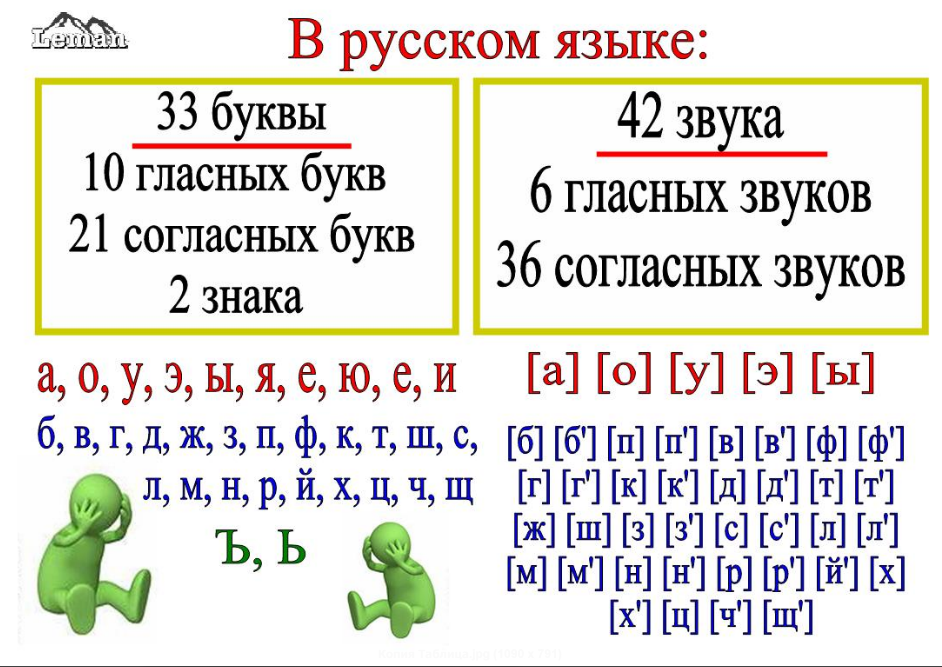 Leman
В русском языке:
33 буквы
10 гласных букв
21 согласных букв
2 знака
42 звука
6 гласных звуков
36 согласных звуков
а, о, у, э, ы, я, е, ю, е, и
б, в, г, д, ж, з, п, ф, к, т, ш, с,
л, м, н, р, й, х, ц, ч, щ
Ъ, Ь
[а] [о] [у] [э] [ы]
[б] [б'] [п] [п'] [в] [в'] [ф] [ф']
[г] [г'] [к] [к'] [д] [д'] [т] [т']
[ж] [ш] [з] [з'] [с] [с'] [л] [л']
[м] [м'] [н] [н'] [р] [р'] [й'] [х]
[х'] [ц] [ч'] [щ']